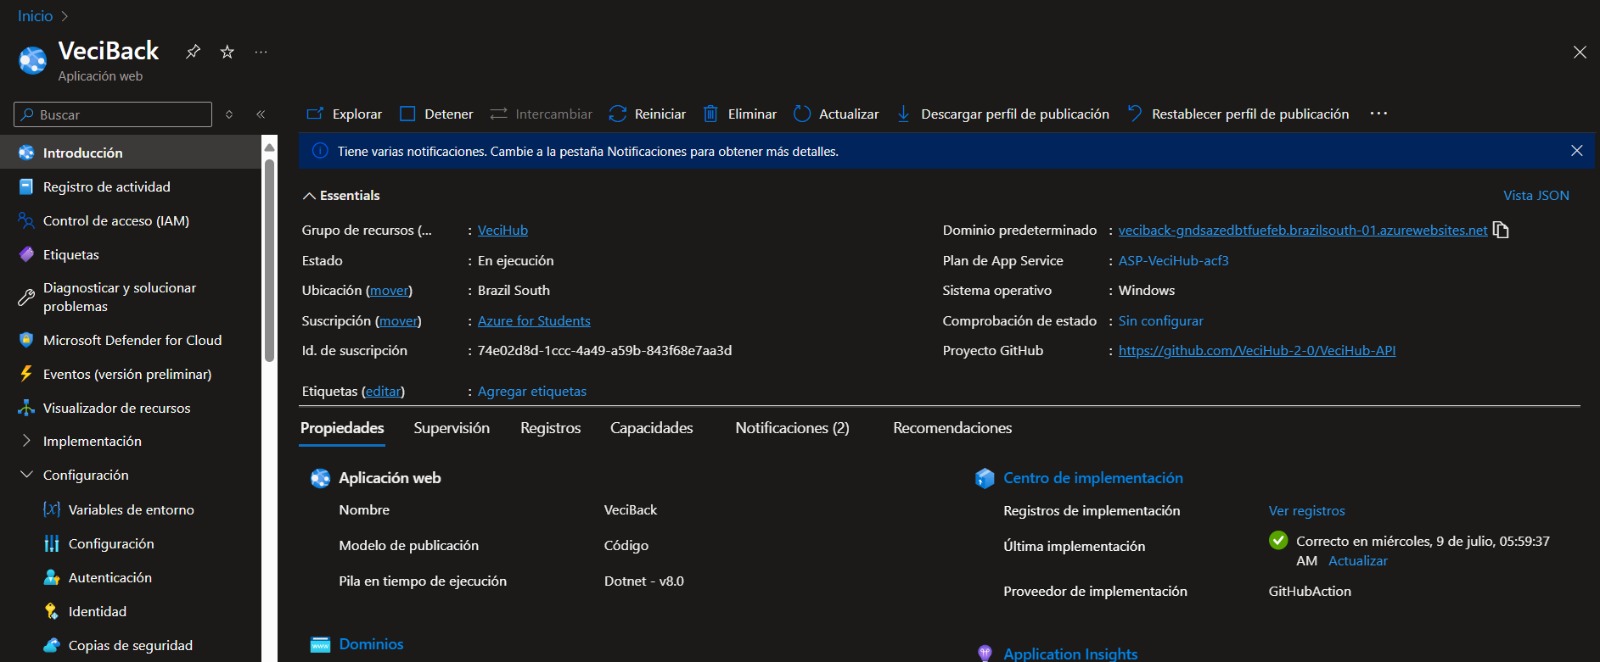 Inicio
VeciBack
Aplicación web
Buscar
Introducción
Registro de actividad
Control de acceso (IAM)
Etiquetas
Diagnosticar y solucionar
problemas
Microsoft Defender for Cloud
Eventos (versión preliminar)
Visualizador de recursos
Implementación
Configuración
Variables de entorno
Configuración
Autenticación
Identidad
Copias de seguridad
Explorar Detener Intercambiar Reiniciar Eliminar Actualizar Descargar perfil de publicación Restablecer perfil de publicación ...
Tiene varias notificaciones. Cambie a la pestaña Notificaciones para obtener más detalles.
Essentials
Vista JSON
Grupo de recursos (... : VeciHub
Estado : En ejecución
Ubicación (mover) : Brazil South
Suscripción (mover) : Azure for Students
Id. de suscripción : 74e02d8d-1ccc-4a49-a59b-843f68e7aa3d
Dominio predeterminado : veciback-gndsazedbtfuefeb.brazilsouth-01.azurewebsites.net
Plan de App Service : ASP-VeciHub-acf3
Sistema operativo : Windows
Comprobación de estado : Sin configurar
Proyecto GitHub : https://github.com/VeciHub-2-0/VeciHub-API
Etiquetas (editar) : Agregar etiquetas
Propiedades Supervisión Registros Capacidades Notificaciones (2) Recomendaciones
Aplicación web
Nombre VeciBack
Modelo de publicación Código
Pila en tiempo de ejecución Dotnet - v8.0
Dominios
Centro de implementación
Registros de implementación Ver registros
Última implementación Correcto en miércoles, 9 de julio, 05:59:37
AM Actualizar
Proveedor de implementación GitHubAction
Application Insights